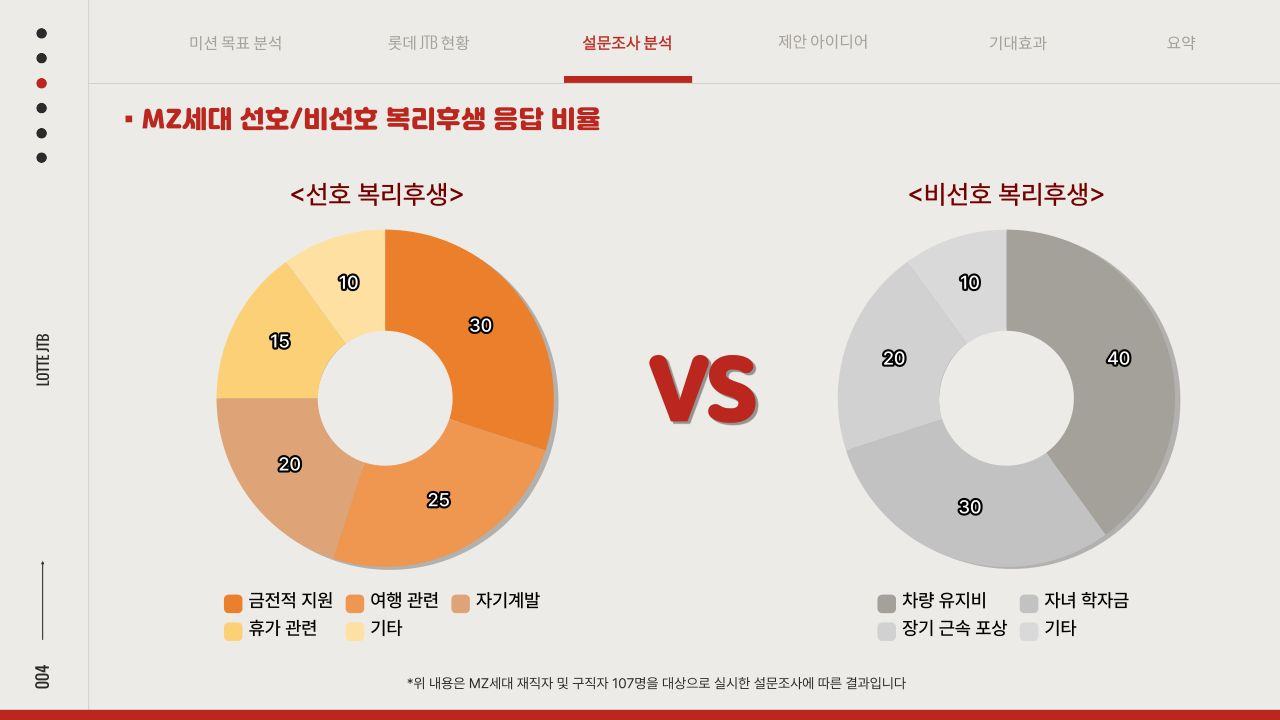 미션 목표 분석
롯데 JTB 현황
설문조사 분석
제안 아이디어
기대효과
요약
▪ MZ세대 선호/비선호 복리후생 응답 비율
<선호 복리후생>
10
30
15
20
25
금전적 지원
여행 관련
자기계발
휴가 관련
기타
VS
<비선호 복리후생>
10
20
40
30
차량 유지비
자녀 학자금
장기 근속 포상
기타
*위 내용은 MZ세대 재직자 및 구직자 107명을 대상으로 실시한 설문조사에 따른 결과입니다
LOTTE JTB
004